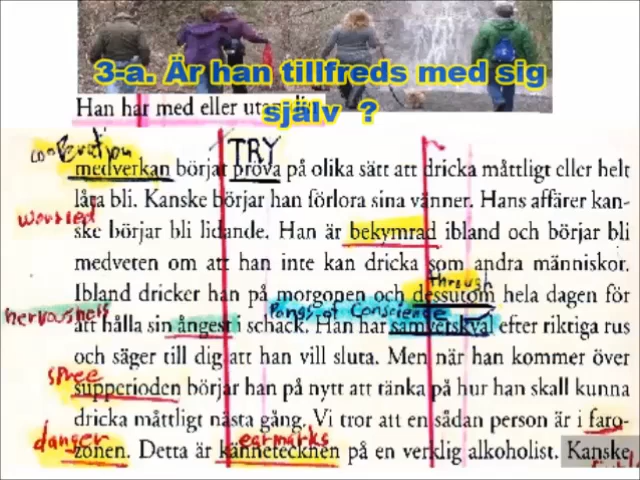 3-a. Är han tillfreds med sig
själv ?
Han har med eller utan
cooperation
TRY
medverkan börjat pröva på olika sätt att dricka måttligt eller helt
låta bli. Kanske börjar han förlora sina vänner. Hans affärer kan-
worried
ske börjar bli lidande. Han är bekymrad ibland och börjar bli
medveten om att han inte kan dricka som andra människor.
through
Ibland dricker han på morgonen och dessutom hela dagen för
nervousness
Pangs of Conscience
att hålla sin ångest i schack. Han har samvetskval efter riktiga rus
och säger till dig att han vill sluta. Men när han kommer över
spree
supperioden börjar han på nytt att tänka på hur han skall kunna
dricka måttligt nästa gång. Vi tror att en sådan person är i faro-
danger
earmarks
zonen. Detta är kännetecknen på en verklig alkoholist. Kanske